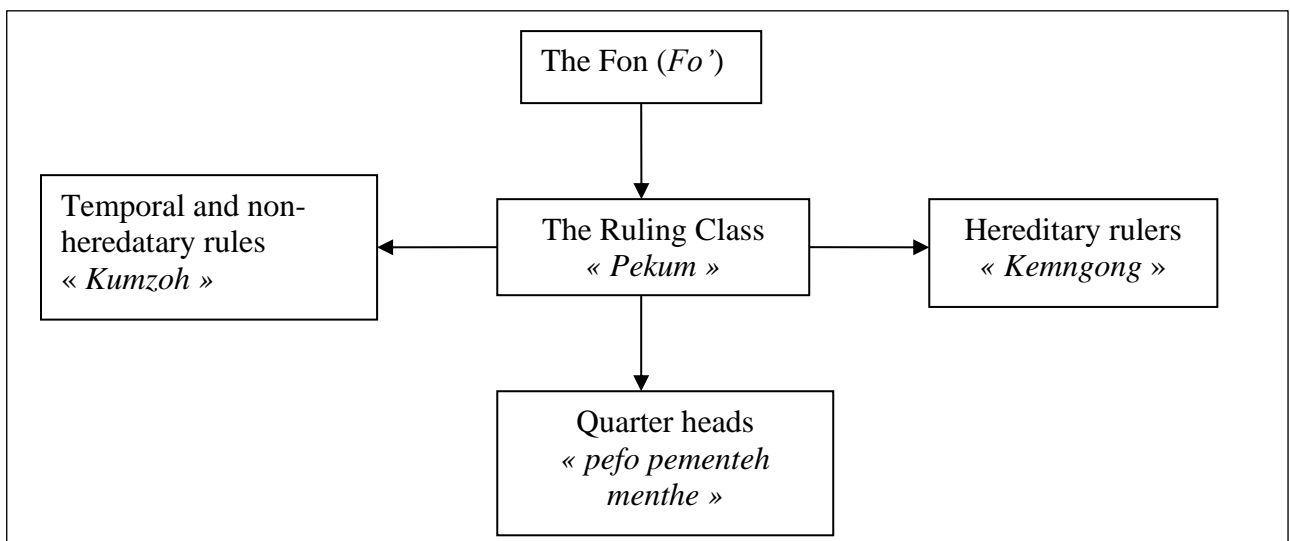 The Fon (Fo’)
Temporal and non-
heredatary rules
« Kumzoh »
The Ruling Class
« Pekum »
Hereditary rulers
« Kemngong »
Quarter heads
« pefo pementeh
menthe »